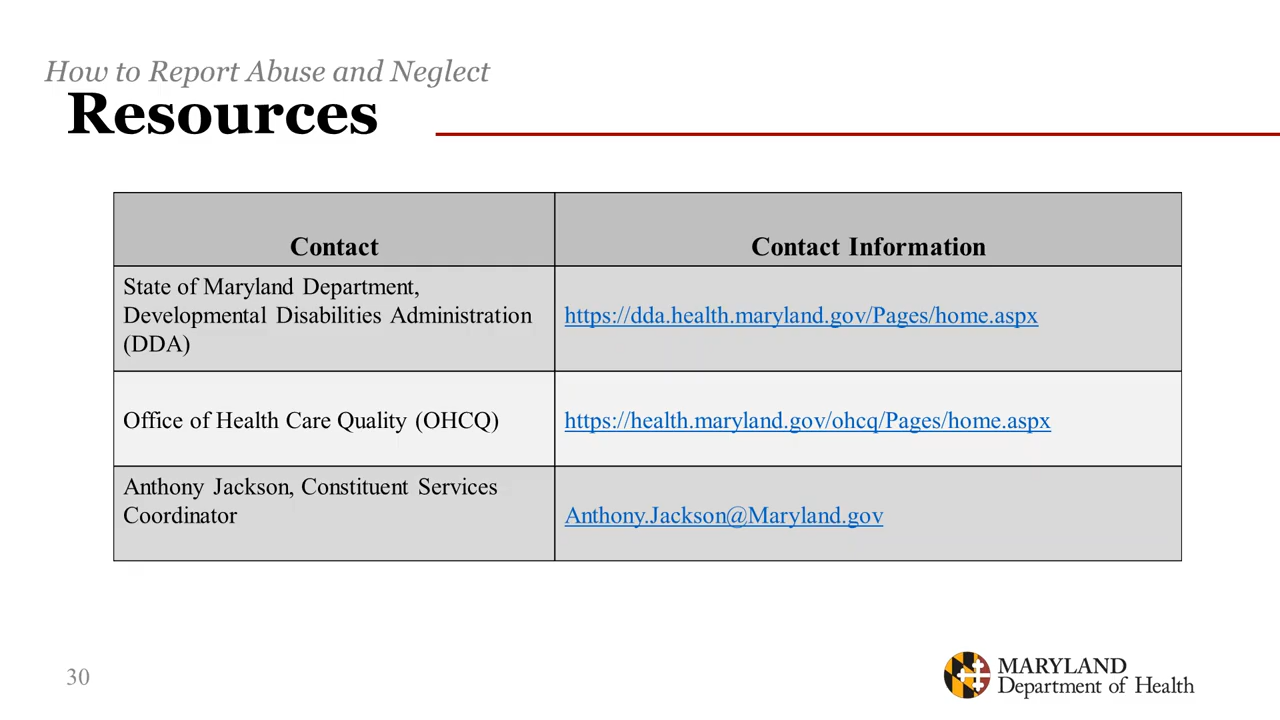 How to Report Abuse and Neglect
Resources
Contact
Contact Information
State of Maryland Department,
Developmental Disabilities Administration
(DDA)
https://dda.health.maryland.gov/Pages/home.aspx
Office of Health Care Quality (OHCQ)
https://health.maryland.gov/ohcq/Pages/home.aspx
Anthony Jackson, Constituent Services
Coordinator
Anthony.Jackson@Maryland.gov
30
MARYLAND
Department of Health